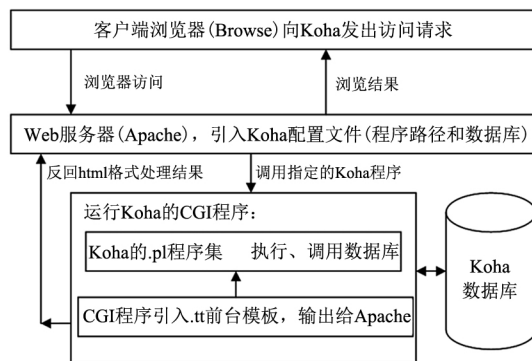 客户端浏览器(Browse)向Koha发出访问请求
浏览器访问
浏览结果
Web服务器(Apache)，引入Koha配置文件(程序路径和数据库)
反回html格式处理结果
调用指定的Koha程序
运行Koha的CGI程序：
Koha的.pl程序集 执行、调用数据库
CGI程序引入.tt前台模板，输出给Apache
Koha
数据库